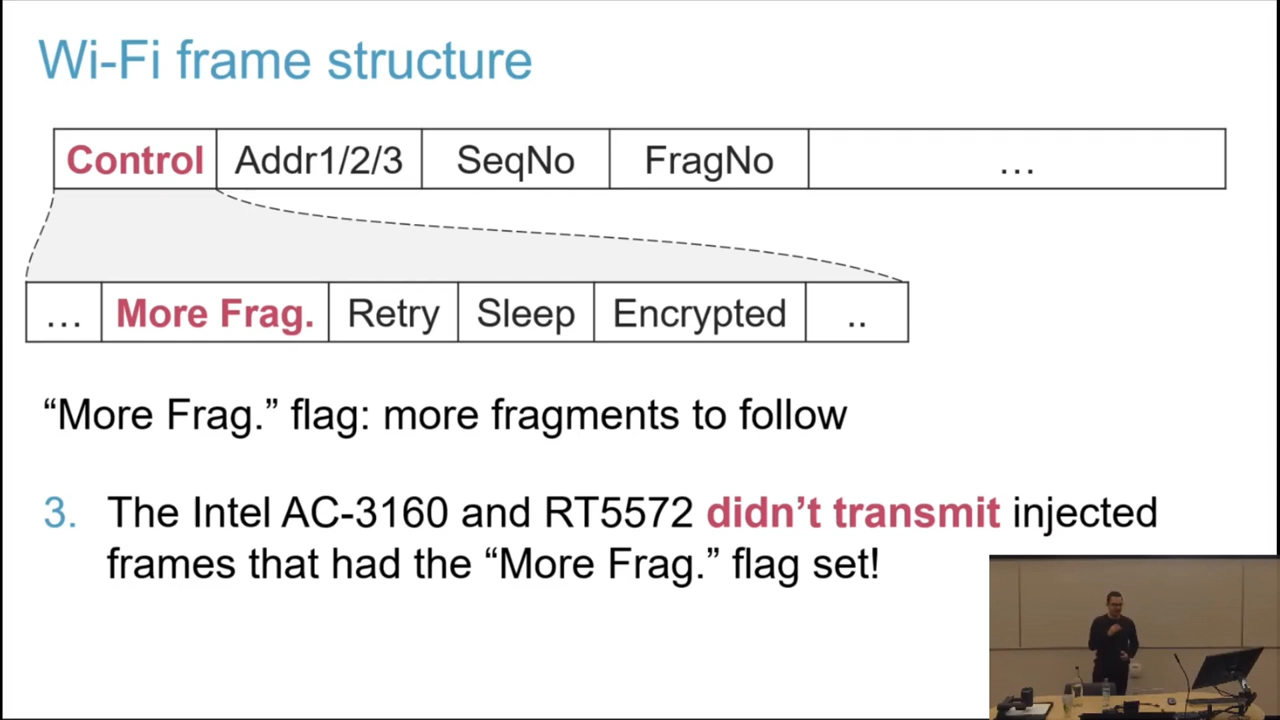 Wi-Fi frame structure
Control Addr1/2/3 SeqNo FragNo …
… More Frag. Retry Sleep Encrypted ..
“More Frag.” flag: more fragments to follow
3. The Intel AC-3160 and RT5572 didn’t transmit injected
frames that had the “More Frag.” flag set!